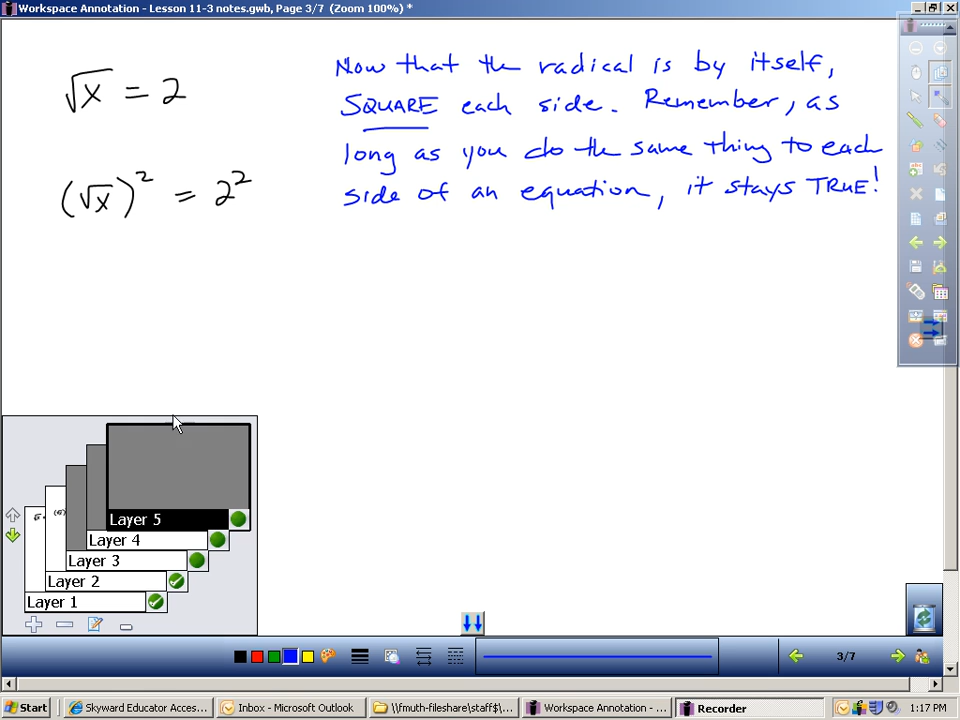 Workspace Annotation - Lesson 11-3 notes.gwb, Page 3/7 (Zoom 100%) *
√x = 2
Now that the radical is by itself,
SQUARE each side. Remember, as
long as you do the same thing to each
side of an equation, it stays TRUE!
(√x)² = 2²
Layer 5
Layer 4
Layer 3
Layer 2
Layer 1
3/7
Start
Skyward Educator Acces...
Inbox - Microsoft Outlook
\\fmuth-fileshare\staff$\...
Workspace Annotation - ...
Recorder
1:17 PM